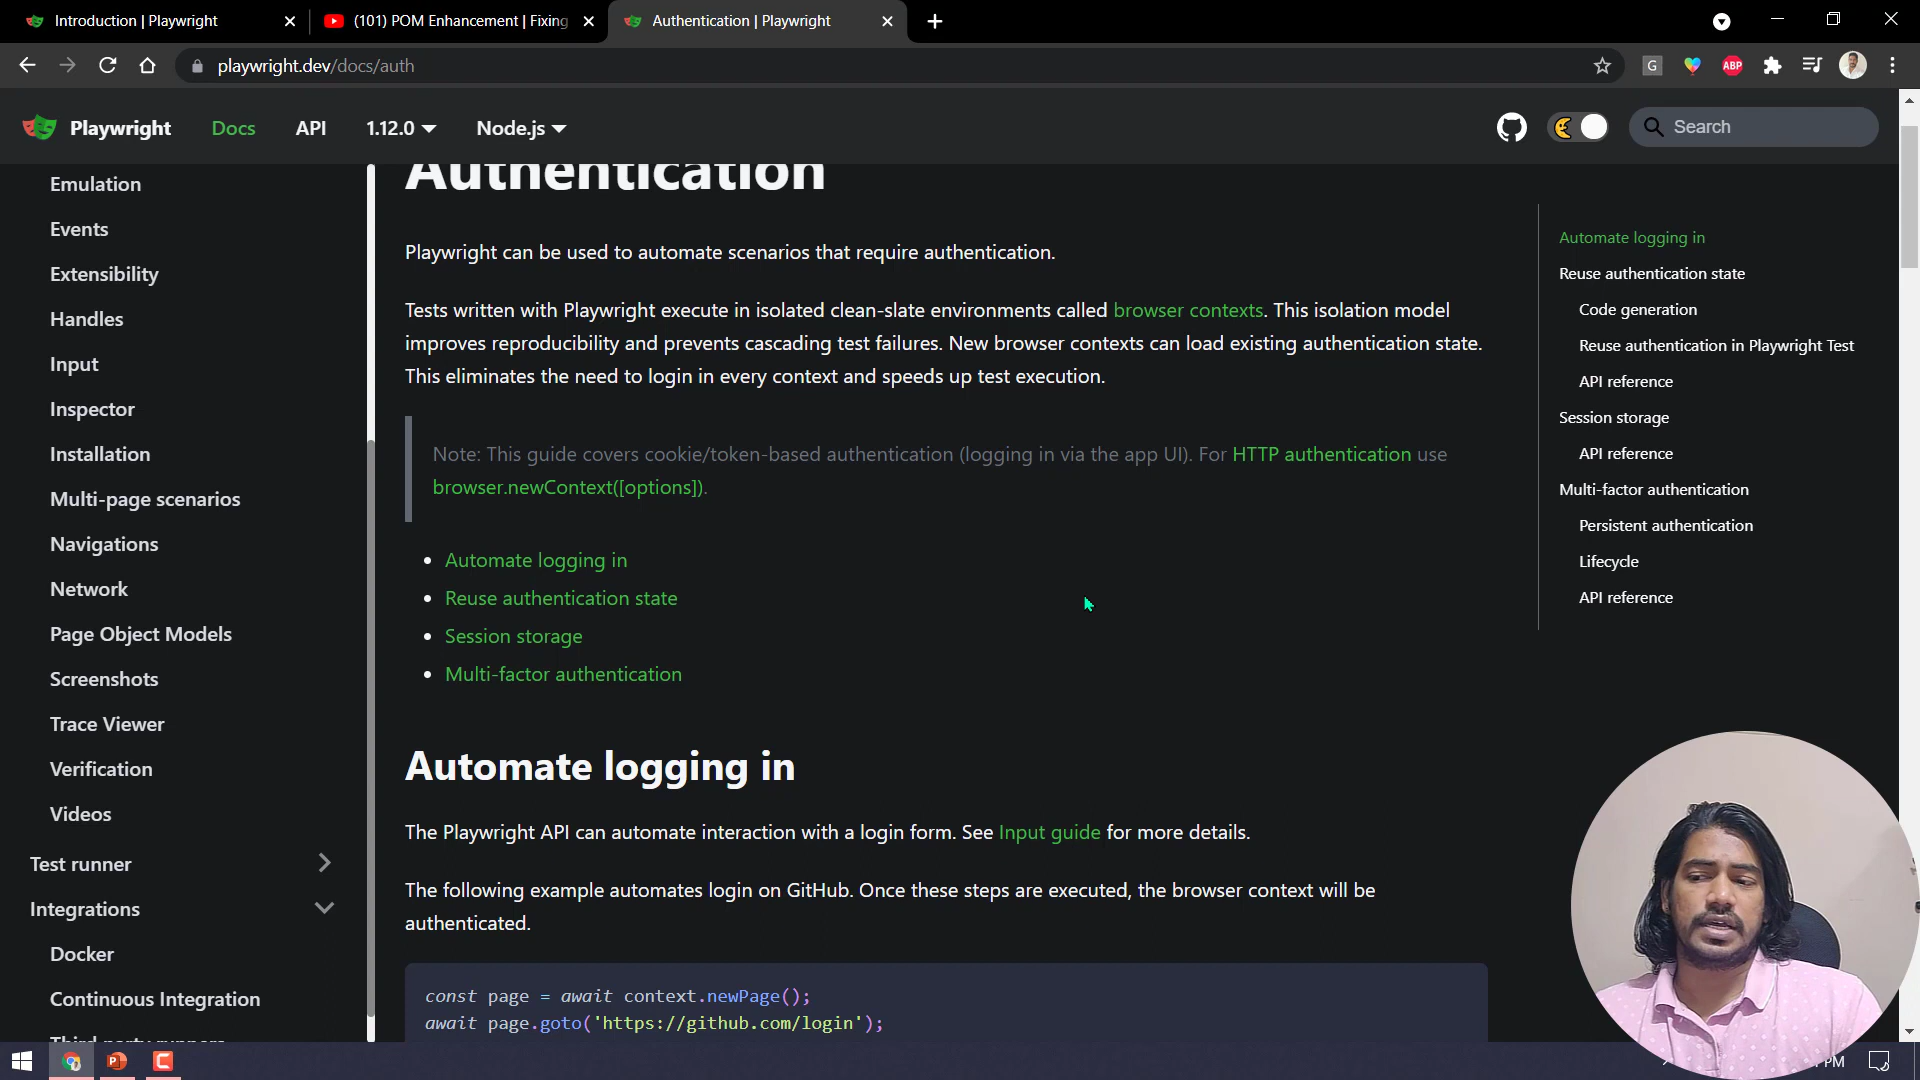 Introduction | Playwright
(101) POM Enhancement | Fixing
Authentication | Playwright
playwright.dev/docs/auth
G
ABP
Playwright
Docs
API
1.12.0
Node.js
Search
Emulation
Events
Extensibility
Handles
Input
Inspector
Installation
Multi-page scenarios
Navigations
Network
Page Object Models
Screenshots
Trace Viewer
Verification
Videos
Test runner
Integrations
Docker
Continuous Integration
Third-party runners
Authentication
Playwright can be used to automate scenarios that require authentication.
Tests written with Playwright execute in isolated clean-slate environments called browser contexts. This isolation model
improves reproducibility and prevents cascading test failures. New browser contexts can load existing authentication state.
This eliminates the need to login in every context and speeds up test execution.
Note: This guide covers cookie/token-based authentication (logging in via the app UI). For HTTP authentication use
browser.newContext([options]).
• Automate logging in
• Reuse authentication state
• Session storage
• Multi-factor authentication
Automate logging in
The Playwright API can automate interaction with a login form. See Input guide for more details.
The following example automates login on GitHub. Once these steps are executed, the browser context will be
authenticated.
const page = await context.newPage();
await page.goto('https://github.com/login');
Automate logging in
Reuse authentication state
Code generation
Reuse authentication in Playwright Test
API reference
Session storage
API reference
Multi-factor authentication
Persistent authentication
Lifecycle
API reference
PM